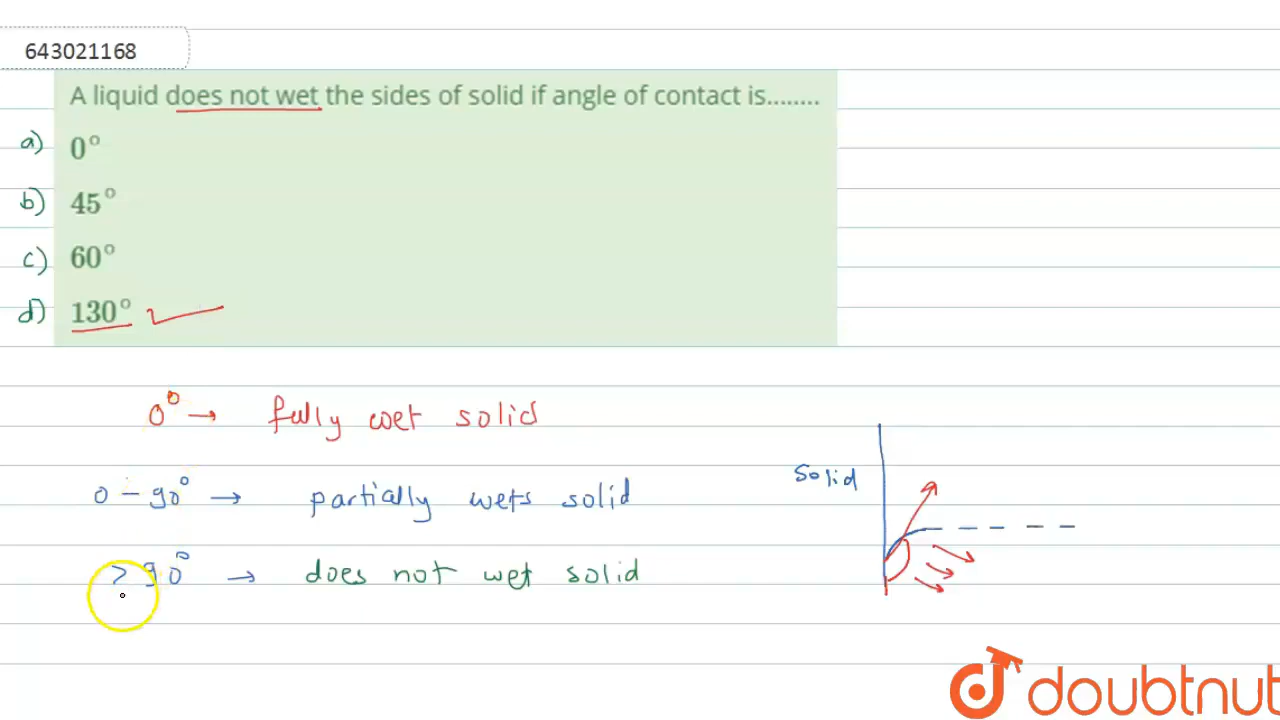 643021168
A liquid does not wet the sides of solid if angle of contact is........
a) 0°
b) 45°
c) 60°
d) 130°
0° → fully wet solid
0 - 90° → partially wets solid
> 90° → does not wet solid
Solid
doubtnut